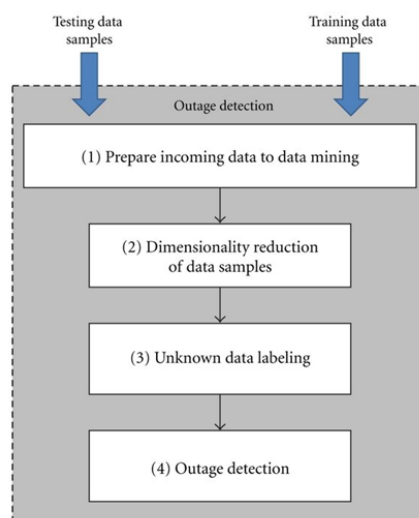 Testing data
samples
Training data
samples
Outage detection
(1) Prepare incoming data to data mining
(2) Dimensionality reduction
of data samples
(3) Unknown data labeling
(4) Outage detection